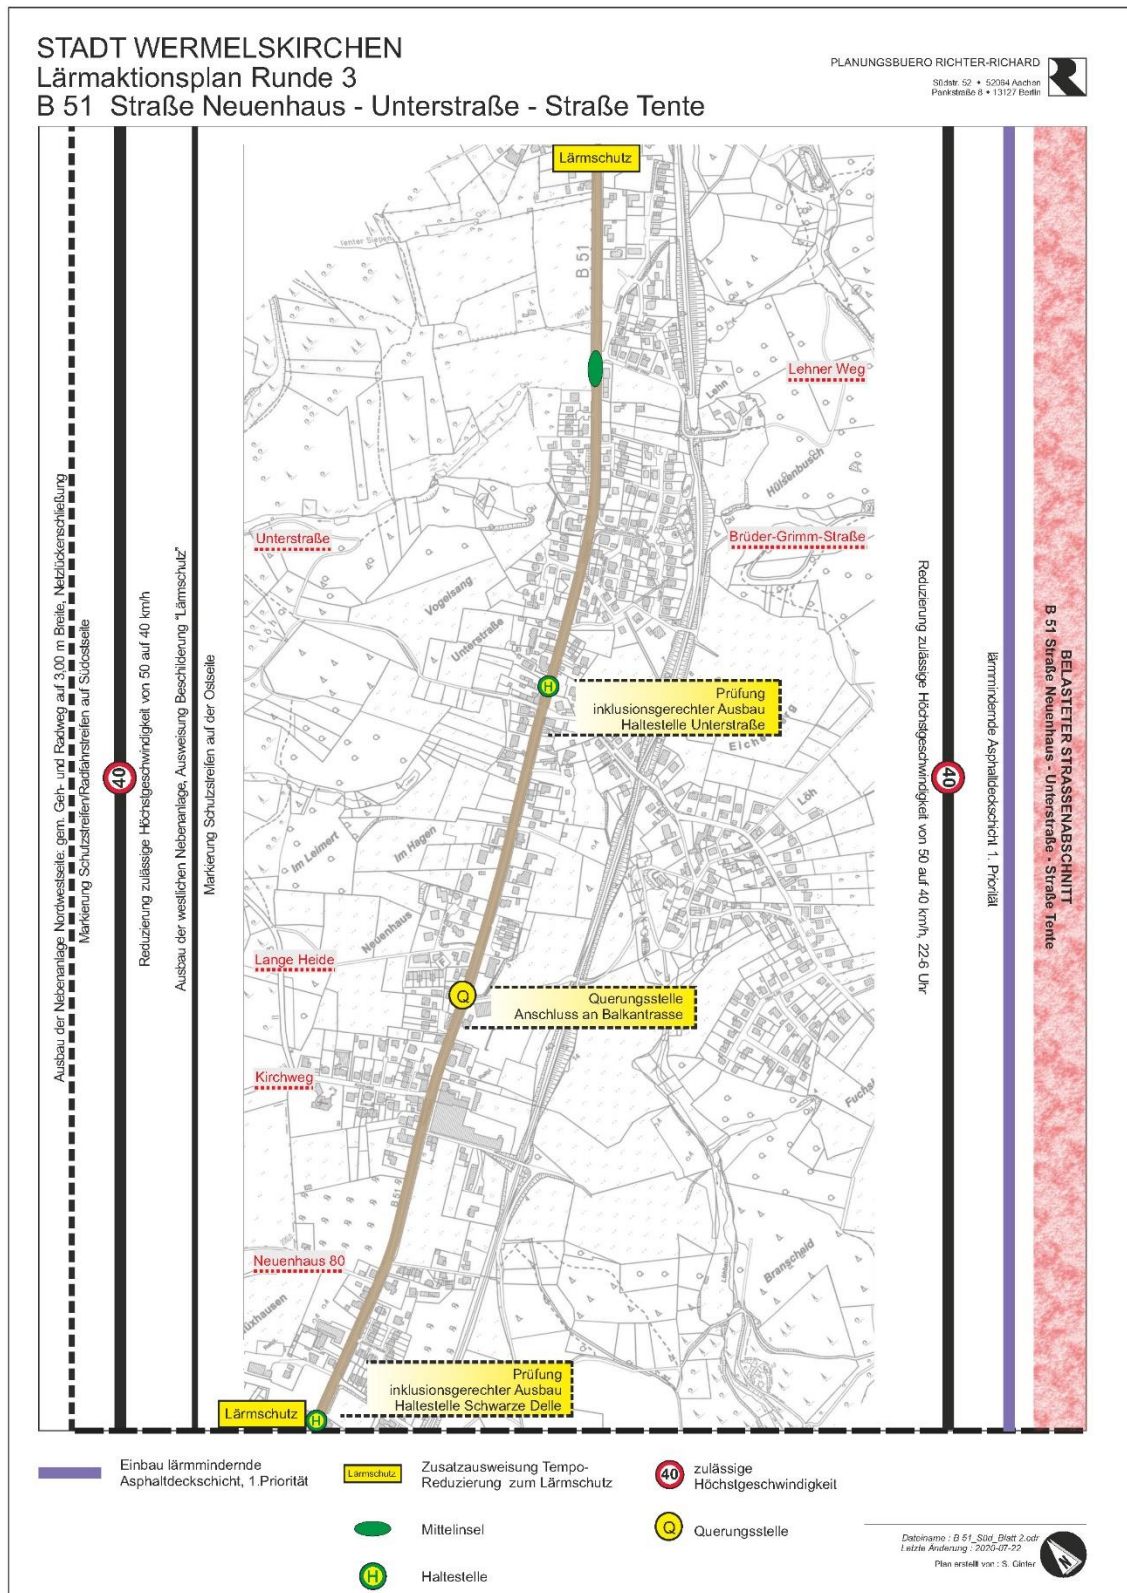 STADT WERMELSKIRCHEN
Lärmaktionsplan Runde 3
B 51 Straße Neuenhaus - Unterstraße - Straße Tente
PLANUNGSBUERO RICHTER-RICHARD
Südstr. 52 • 52064 Aachen
Pankstraße 8 • 13127 Berlin
Ausbau der Nebenanlage Nordwestseite: gem. Geh- und Radweg auf 3,00 m Breite, Netzlückenschließung
Markierung Schutzstreifen/Radfahrstreifen auf Südostseite
40
Reduzierung zulässige Höchstgeschwindigkeit von 50 auf 40 km/h
Ausbau der westlichen Nebenanlage, Ausweisung Beschilderung "Lärmschutz"
Markierung Schutzstreifen auf der Ostseite
Lärmschutz
Tenter Siepen
B 51
Lehner Weg
Lehn
Hülsenbusch
Unterstraße
Brüder-Grimm-Straße
Vogelsang
Unterstraße
H
Prüfung
inklusionsgerechter Ausbau
Haltestelle Unterstraße
Löh
Im Leimert
Im Hagen
Neuenhaus
Lange Heide
Q
Querungsstelle
Anschluss an Balkantrasse
Kirchweg
B 51
Neuenhaus 80
Branscheid
Prüfung
inklusionsgerechter Ausbau
Haltestelle Schwarze Delle
Lärmschutz
H
Reduzierung zulässige Höchstgeschwindigkeit von 50 auf 40 km/h, 22-6 Uhr
40
lärmmindernde Asphaltdeckschicht 1. Priorität
BELASTETER STRASSENABSCHNITT
B 51 Straße Neuenhaus - Unterstraße - Straße Tente
Einbau lärmmindernde
Asphaltdeckschicht, 1.Priorität
Lärmschutz
Zusatzausweisung Tempo-
Reduzierung zum Lärmschutz
40
zulässige
Höchstgeschwindigkeit
Mittelinsel
Q
Querungsstelle
H
Haltestelle
Dateiname : B 51_Süd_Blatt 2.cdr
Letzte Änderung : 2020-07-22
Plan erstellt von : S. Ginter
N